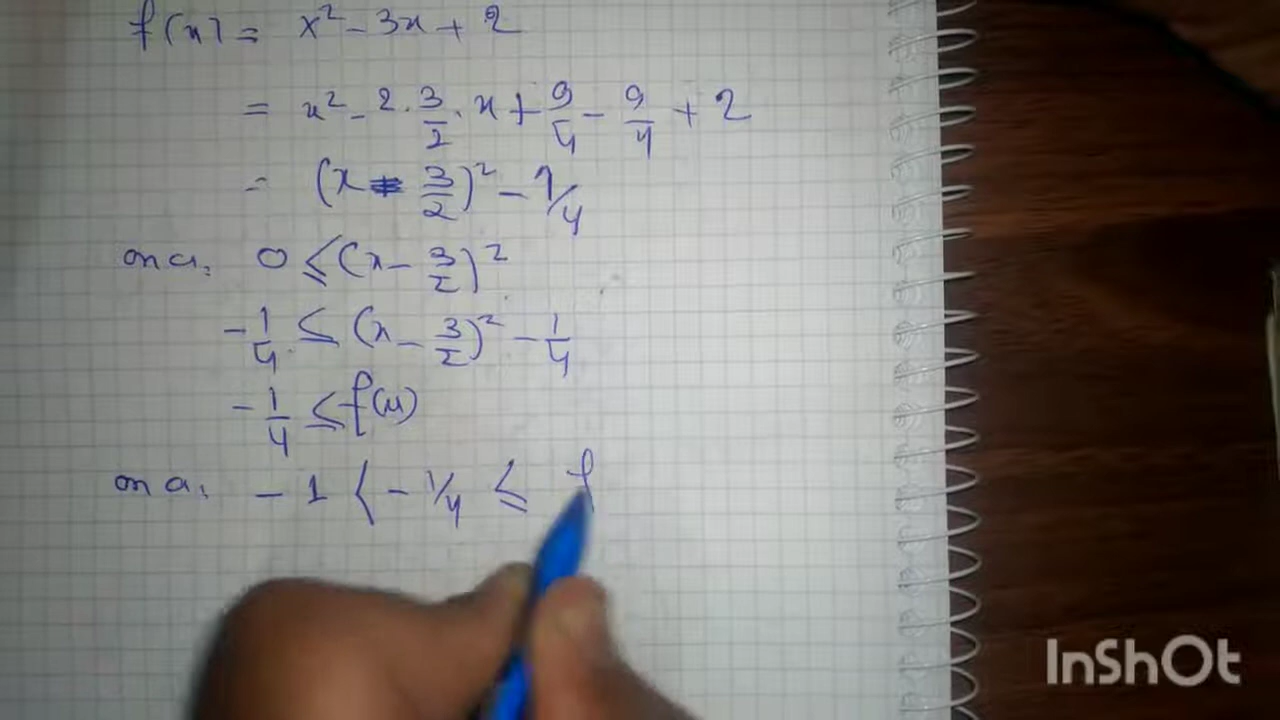 f(x) = x² - 3x + 2
= x² - 2 · 3/2 · x + 9/4 - 9/4 + 2
= (x - 3/2)² - 1/4
on a: 0 ≤ (x - 3/2)²
-1/4 ≤ (x - 3/2)² - 1/4
-1/4 ≤ f(x)
on a: -1 < -1/4 ≤ f
InShOt